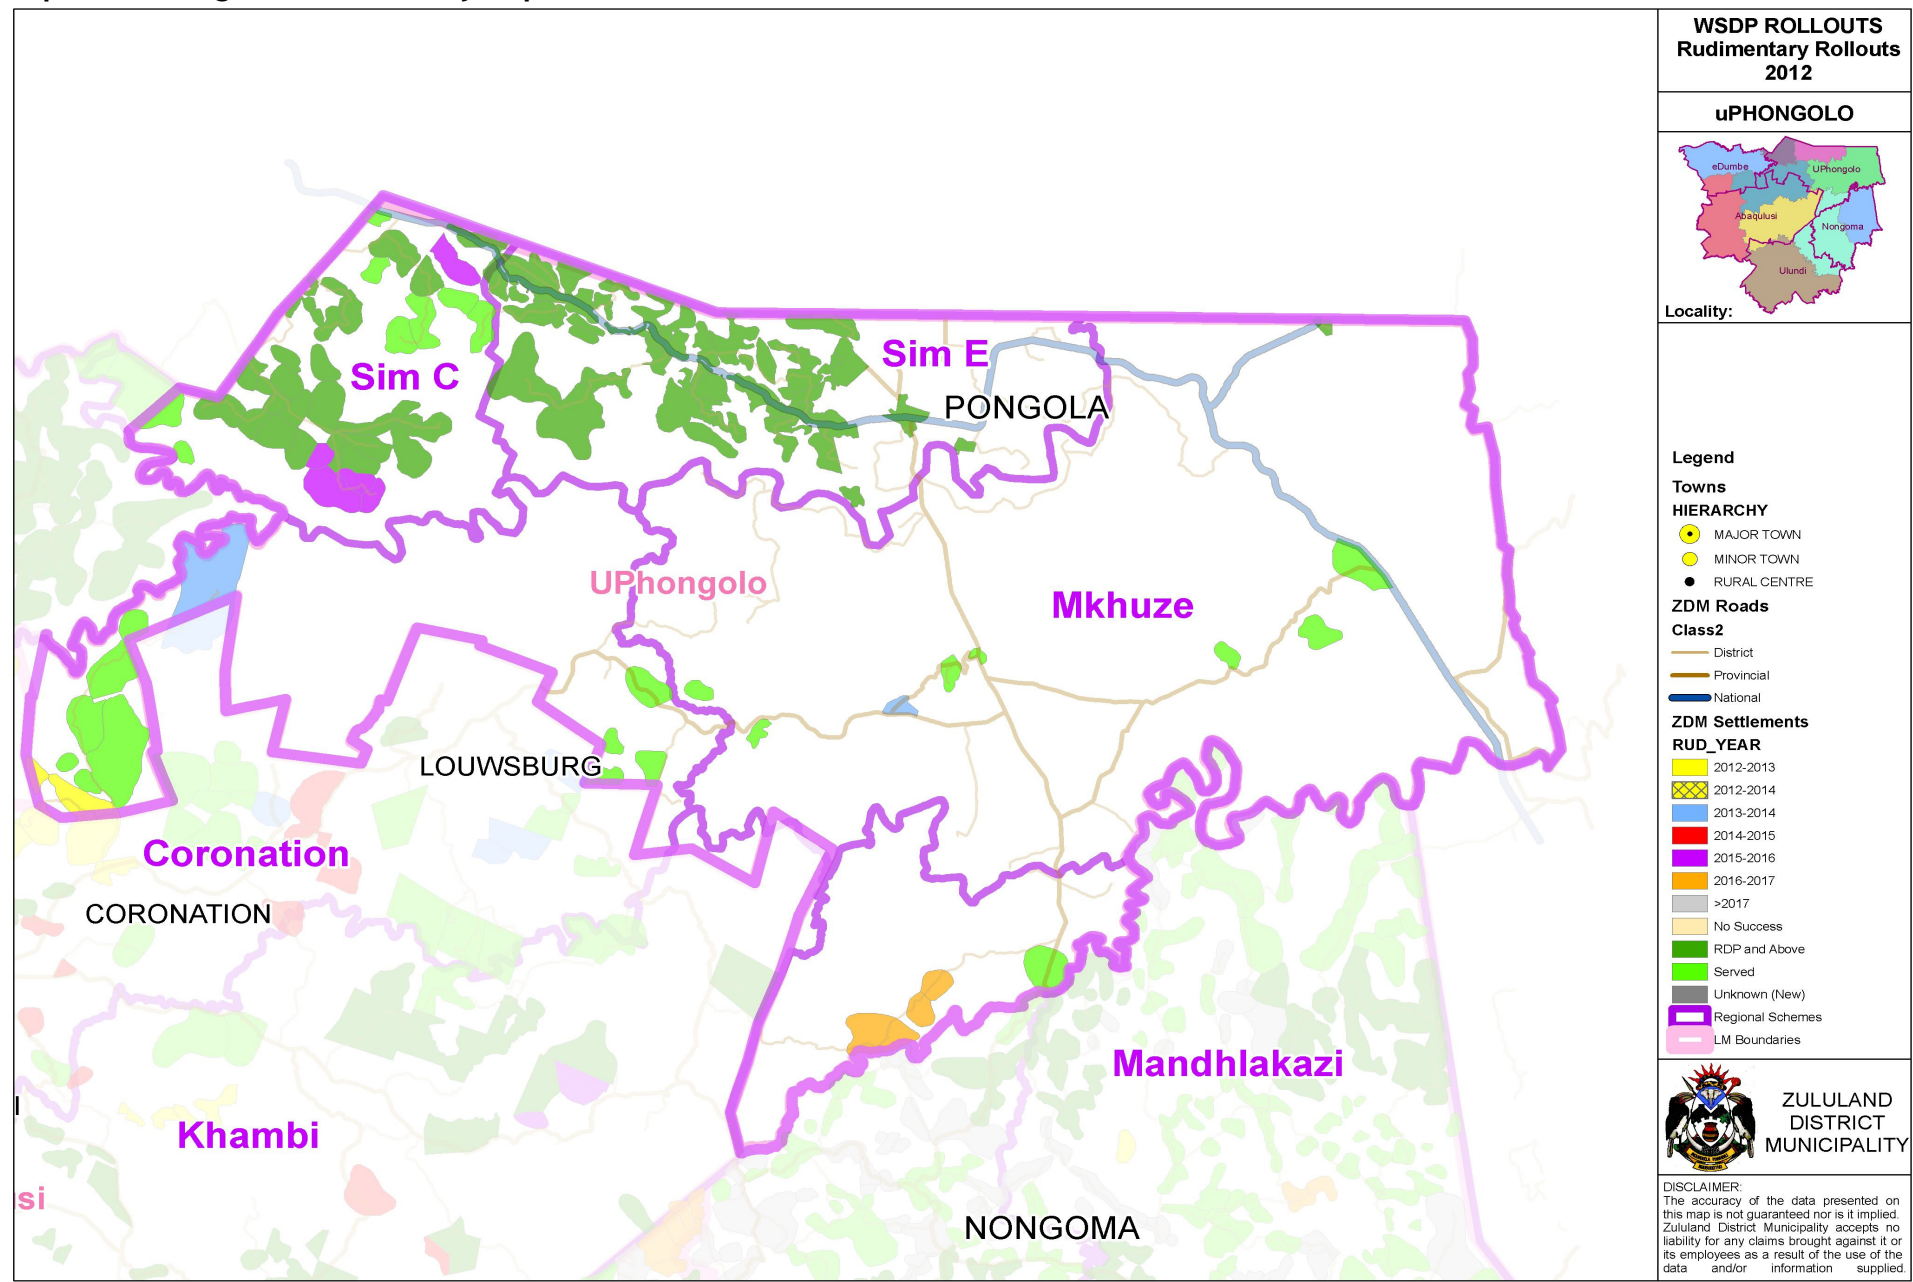 WSDP ROLLOUTS
Rudimentary Rollouts
2012
uPHONGOLO
eDumbe
UPhongolo
Abaqulusi
Nongoma
Ulundi
Locality:
Sim C
Sim E
PONGOLA
UPhongolo
Mkhuze
LOUWSBURG
Coronation
CORONATION
Mandhlakazi
Khambi
si
NONGOMA
Legend
Towns
HIERARCHY
MAJOR TOWN
MINOR TOWN
RURAL CENTRE
ZDM Roads
Class2
District
Provincial
National
ZDM Settlements
RUD_YEAR
2012-2013
2012-2014
2013-2014
2014-2015
2015-2016
2016-2017
>2017
No Success
RDP and Above
Served
Unknown (New)
Regional Schemes
LM Boundaries
ZULULAND
DISTRICT
MUNICIPALITY
DISCLAIMER:
The accuracy of the data presented on
this map is not guaranteed nor is it implied.
Zululand District Municipality accepts no
liability for any claims brought against it or
its employees as a result of the use of the
data and/or information supplied.